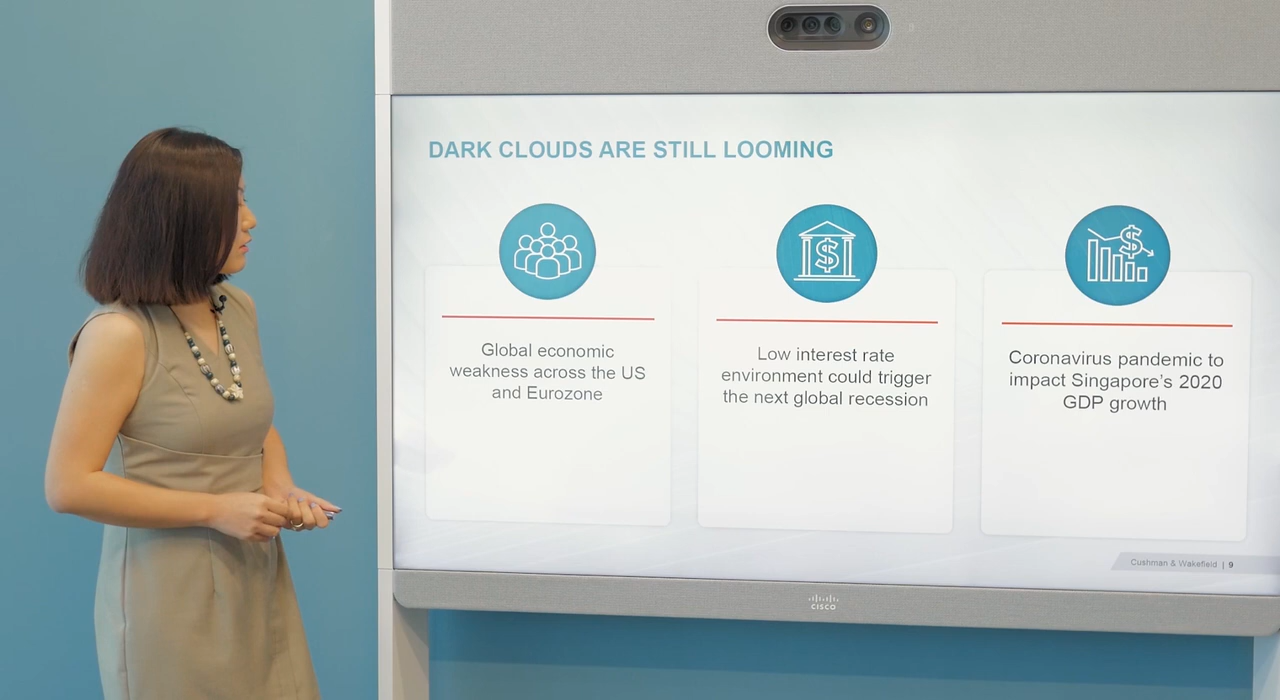 DARK CLOUDS ARE STILL LOOMING
Global economic
weakness across the US
and Eurozone
Low interest rate
environment could trigger
the next global recession
Coronavirus pandemic to
impact Singapore’s 2020
GDP growth
Cushman & Wakefield | 9
CISCO